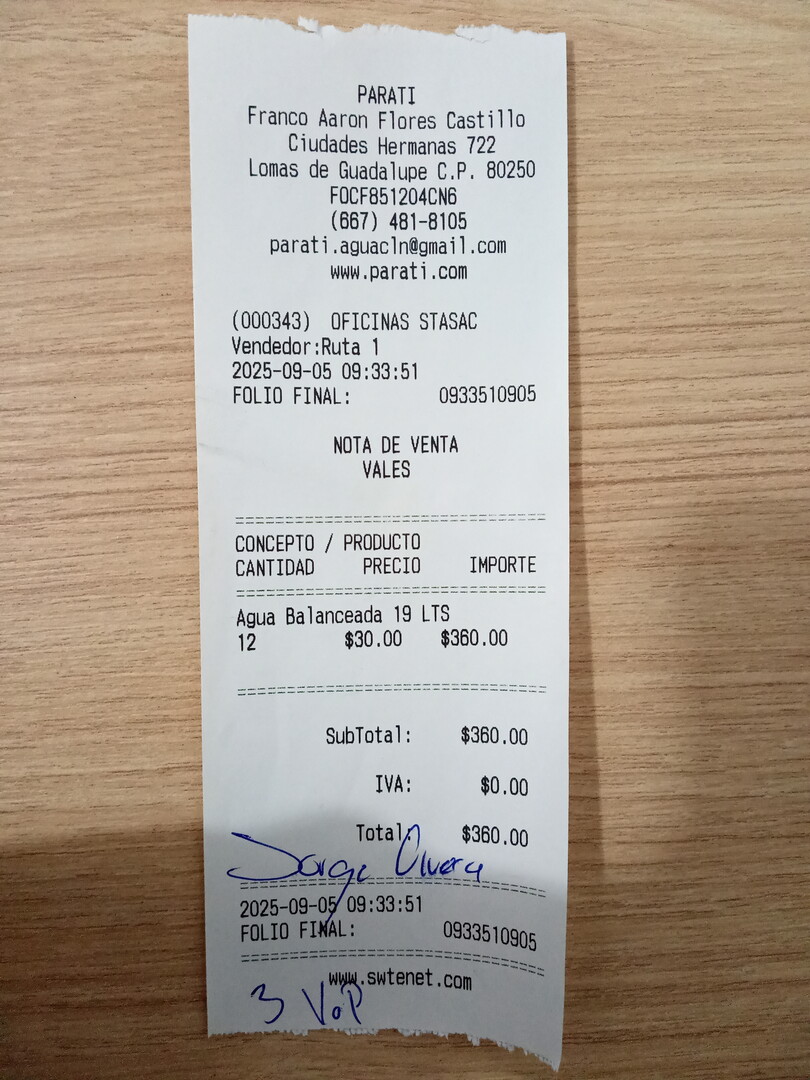 PARATI
Franco Aaron Flores Castillo
Ciudades Hermanas 722
Lomas de Guadalupe C.P. 80250
FOCF851204CN6
(667) 481-8105
parati.aguacln@gmail.com
www.parati.com
(000343) OFICINAS STASAC
Vendedor:Ruta 1
2025-09-05 09:33:51
FOLIO FINAL: 0933510905
NOTA DE VENTA
VALES
CONCEPTO / PRODUCTO
CANTIDAD PRECIO IMPORTE
Agua Balanceada 19 LTS
12 $30.00 $360.00
SubTotal: $360.00
IVA: $0.00
Total: $360.00
Jorge Olvera
2025-09-05 09:33:51
FOLIO FINAL: 0933510905
www.swtenet.com
3 VoP